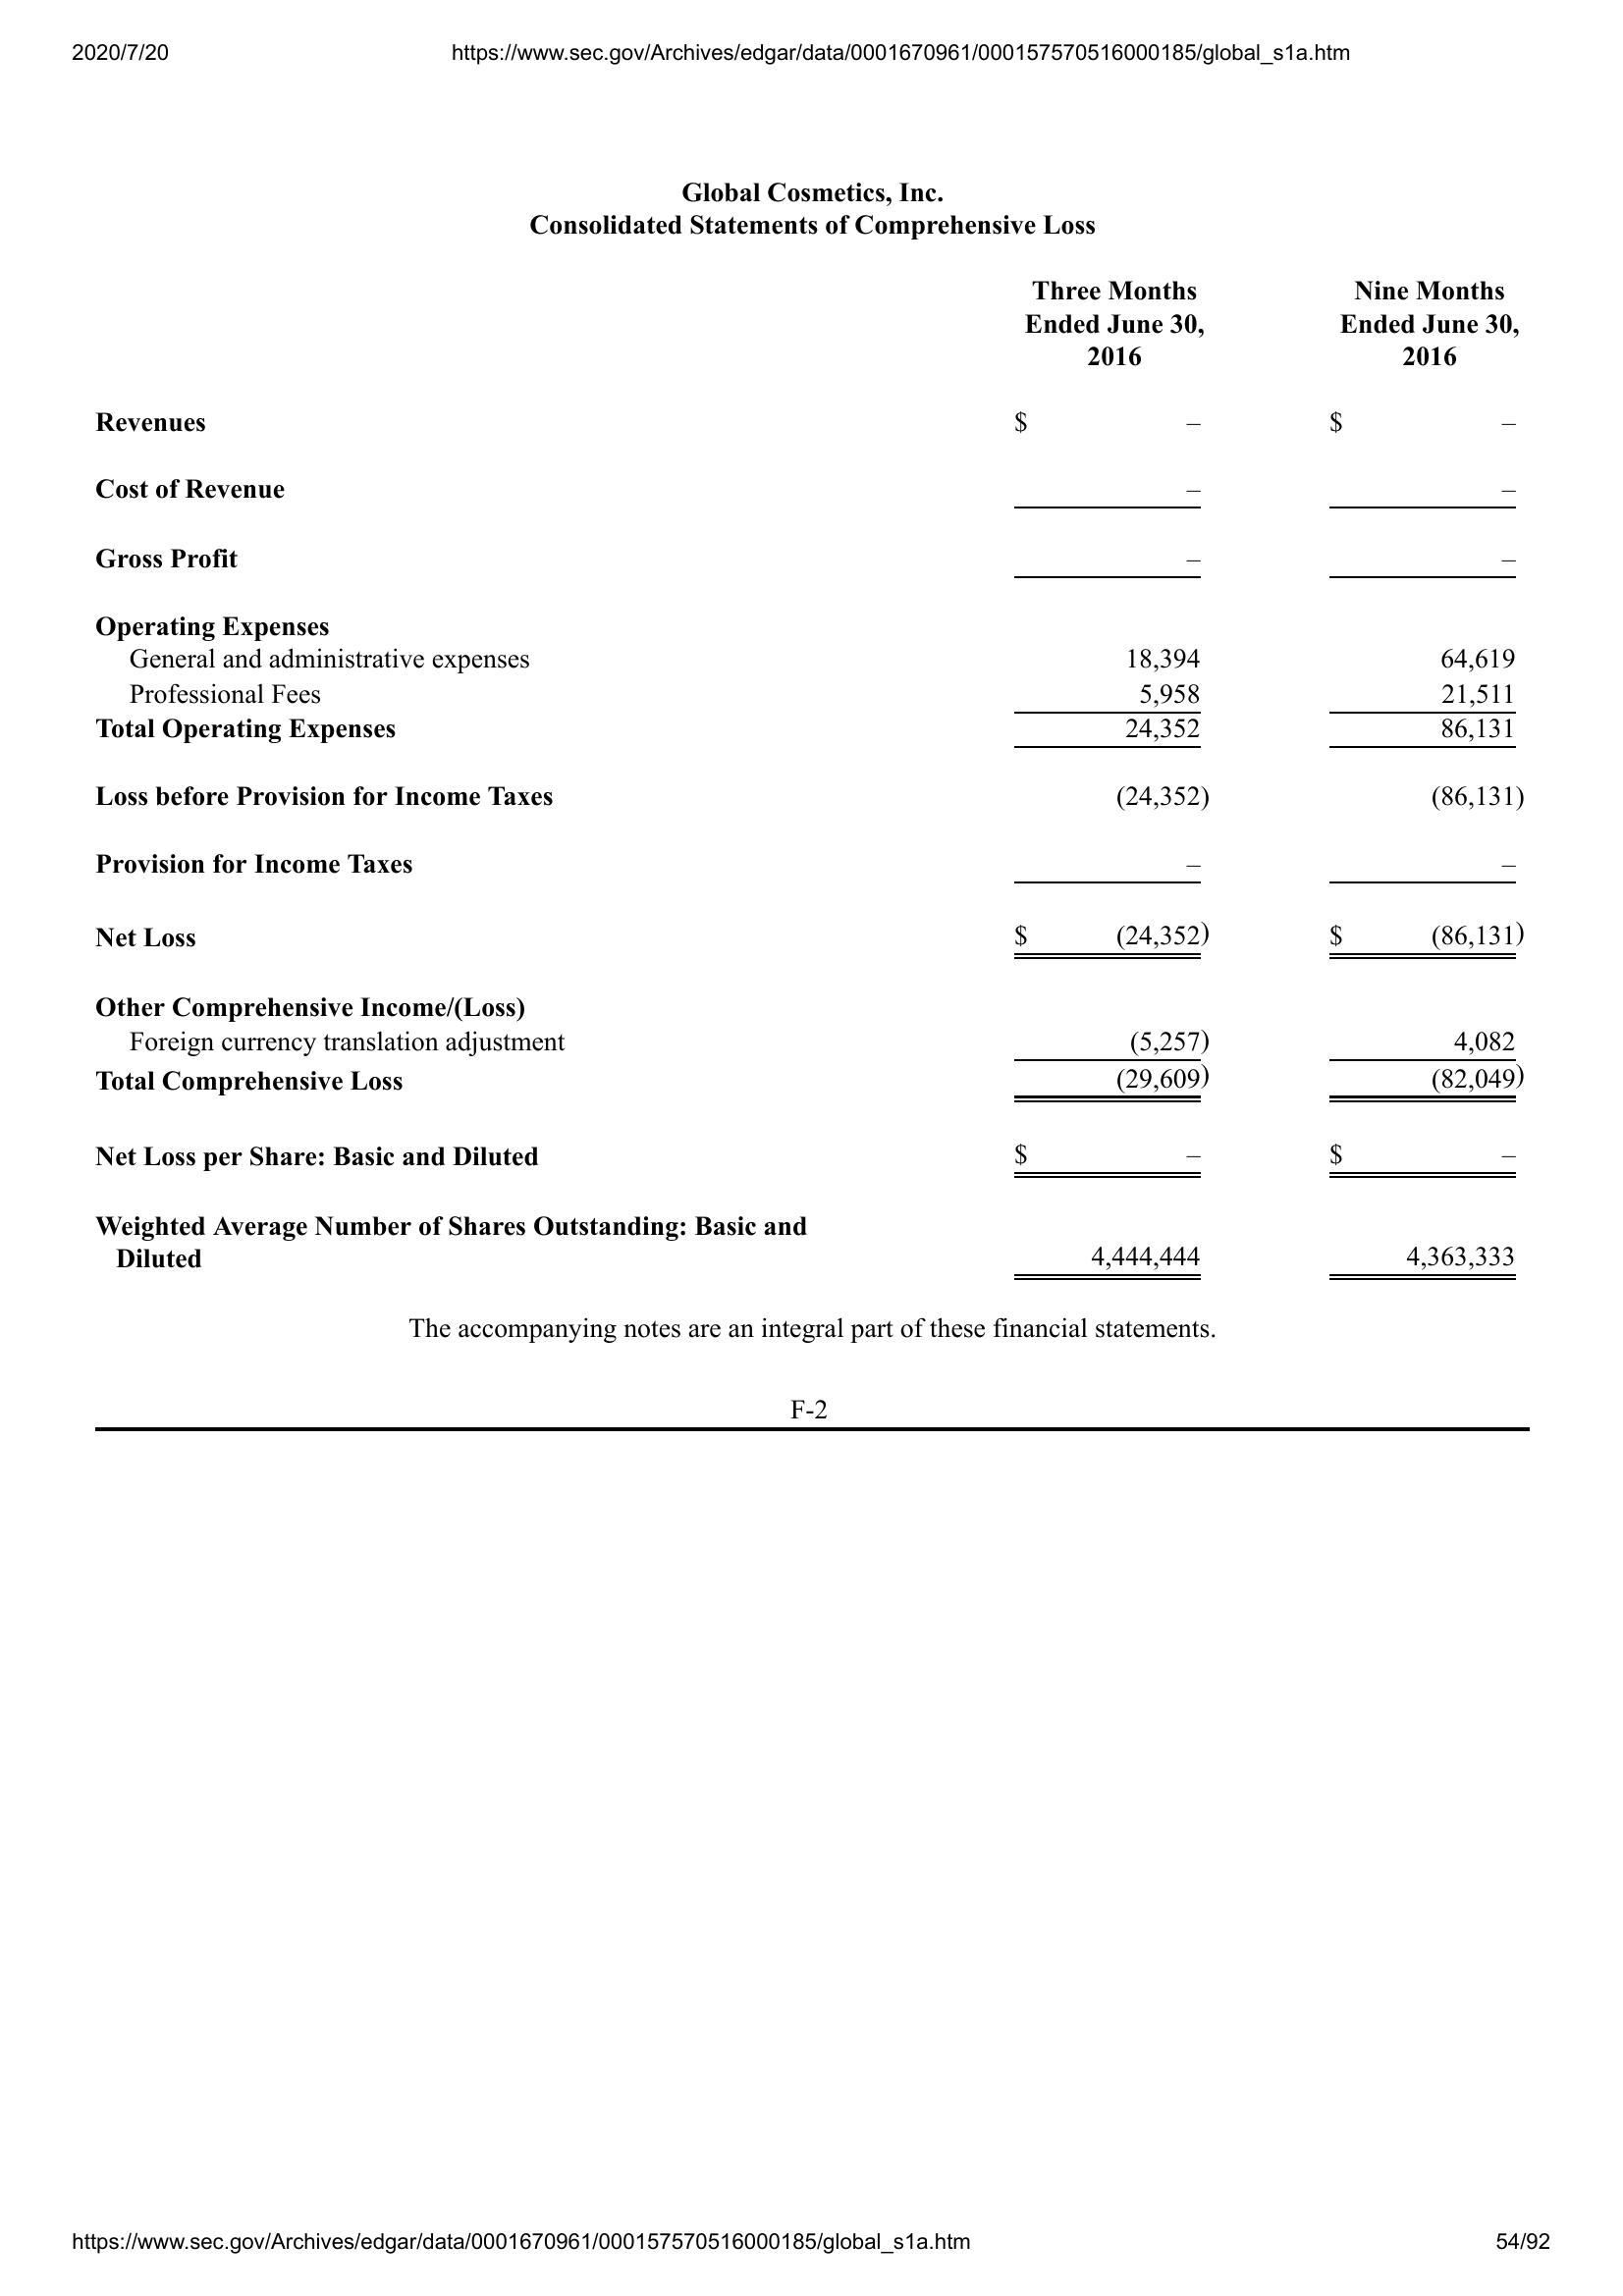 2020/7/20 https://www.sec.gov/Archives/edgar/data/0001670961/000157570516000185/global_s1a.htm
Global Cosmetics, Inc.
Consolidated Statements of Comprehensive Loss
Three Months Nine Months
Ended June 30, Ended June 30,
2016 2016
Revenues $ – $ –
Cost of Revenue – –
Gross Profit – –
Operating Expenses
General and administrative expenses 18,394 64,619
Professional Fees 5,958 21,511
Total Operating Expenses 24,352 86,131
Loss before Provision for Income Taxes (24,352) (86,131)
Provision for Income Taxes – –
Net Loss $ (24,352) $ (86,131)
Other Comprehensive Income/(Loss)
Foreign currency translation adjustment (5,257) 4,082
Total Comprehensive Loss (29,609) (82,049)
Net Loss per Share: Basic and Diluted $ – $ –
Weighted Average Number of Shares Outstanding: Basic and
Diluted 4,444,444 4,363,333
The accompanying notes are an integral part of these financial statements.
F-2
https://www.sec.gov/Archives/edgar/data/0001670961/000157570516000185/global_s1a.htm 54/92